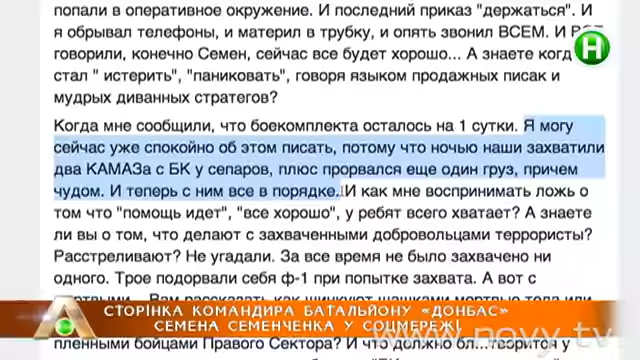 попали в оперативное окружение. И последний приказ "держаться". И
я обрывал телефоны, и материл в трубку, и опять звонил ВСЕМ. И ВСЕ
говорили, конечно Семен, сейчас все будет хорошо... А знаете когда
стал " истерить", "паниковать", говоря языком продажных писак и
мудрых диванных стратегов?
Когда мне сообщили, что боекомплекта осталось на 1 сутки. Я могу
сейчас уже спокойно об этом писать, потому что ночью наши захватили
два КАМАЗа с БК у сепаров, плюс прорвался еще один груз, причем
чудом. И теперь с ним все в порядке. И как мне воспринимать ложь о
том что "помощь идет", "все хорошо", у ребят всего хватает? А знаете
ли вы о том, что делают с захваченными добровольцами террористы?
Расстреливают? Не угадали. За все время не было захвачено ни
одного. Трое подорвали себя ф-1 при попытке захвата. А вот с
СТОРІНКА КОМАНДИРА БАТАЛЬЙОНУ «ДОНБАС»
СЕМЕНА СЕМЕНЧЕНКА У СОЦМЕРЕЖІ
www.novy.tv
пленными бойцами Правого Сектора? И что должно